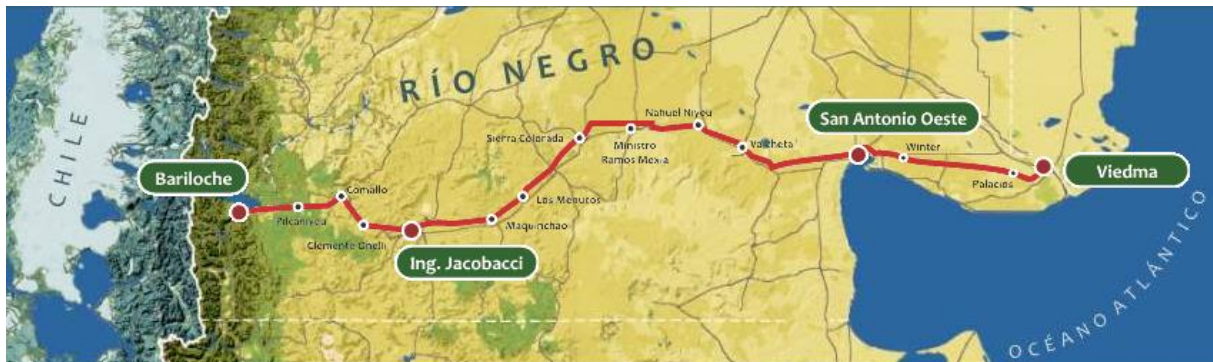 CHILE
RÍO NEGRO
Bariloche
Pilcaniyeu
Comallo
Clemente Onelli
Ing. Jacobacci
Maquinchao
Los Menucos
Sierra Colorada
Ministro
Ramos Mexia
Nahuel Niyeu
Valcheta
San Antonio Oeste
Winter
Palacios
Viedma
OCÉANO ATLÁNTICO